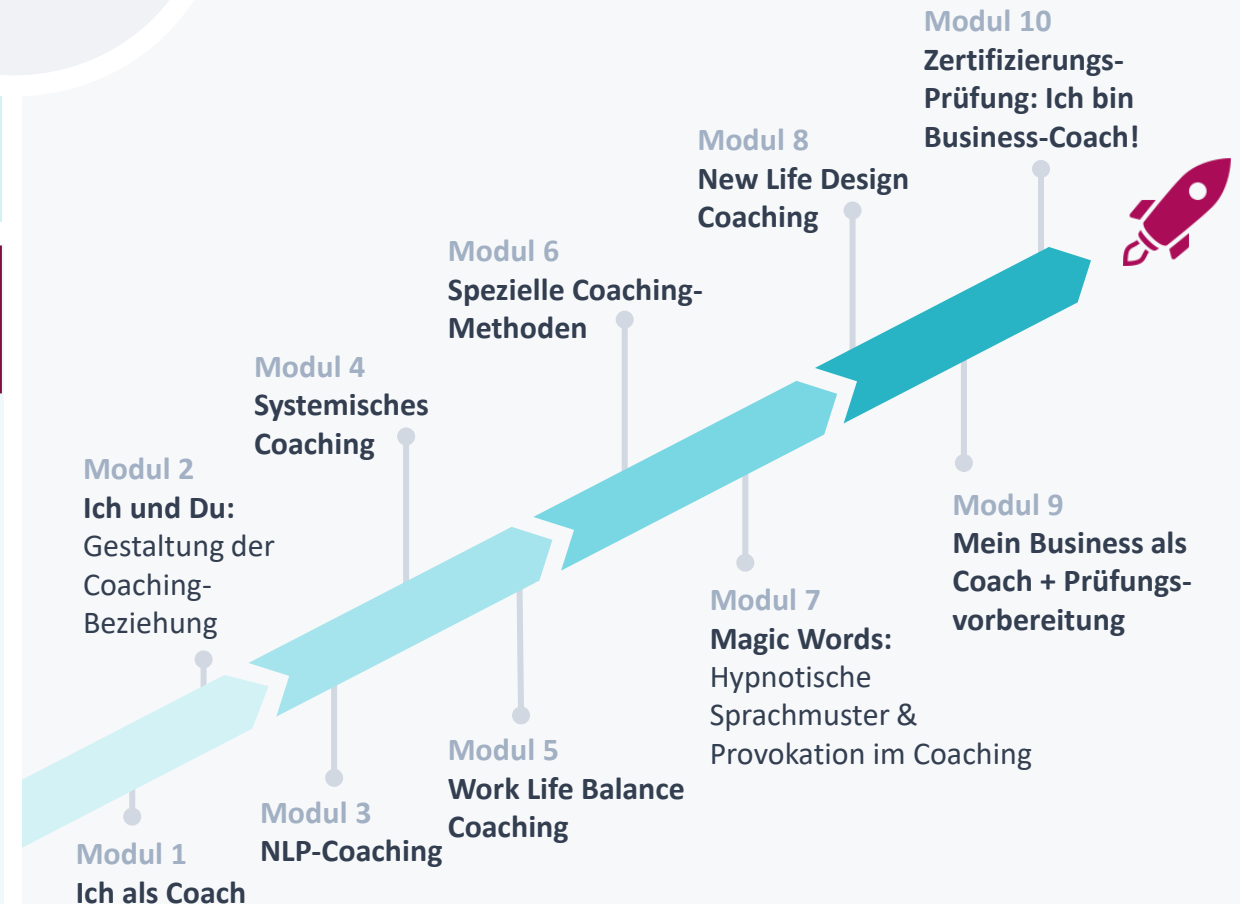 Modul 1
Ich als Coach
Modul 2
Ich und Du:
Gestaltung der
Coaching-
Beziehung
Modul 3
NLP-Coaching
Modul 4
Systemisches
Coaching
Modul 5
Work Life Balance
Coaching
Modul 6
Spezielle Coaching-
Methoden
Modul 7
Magic Words:
Hypnotische
Sprachmuster &
Provokation im Coaching
Modul 8
New Life Design
Coaching
Modul 9
Mein Business als
Coach + Prüfungs-
vorbereitung
Modul 10
Zertifizierungs-
Prüfung: Ich bin
Business-Coach!